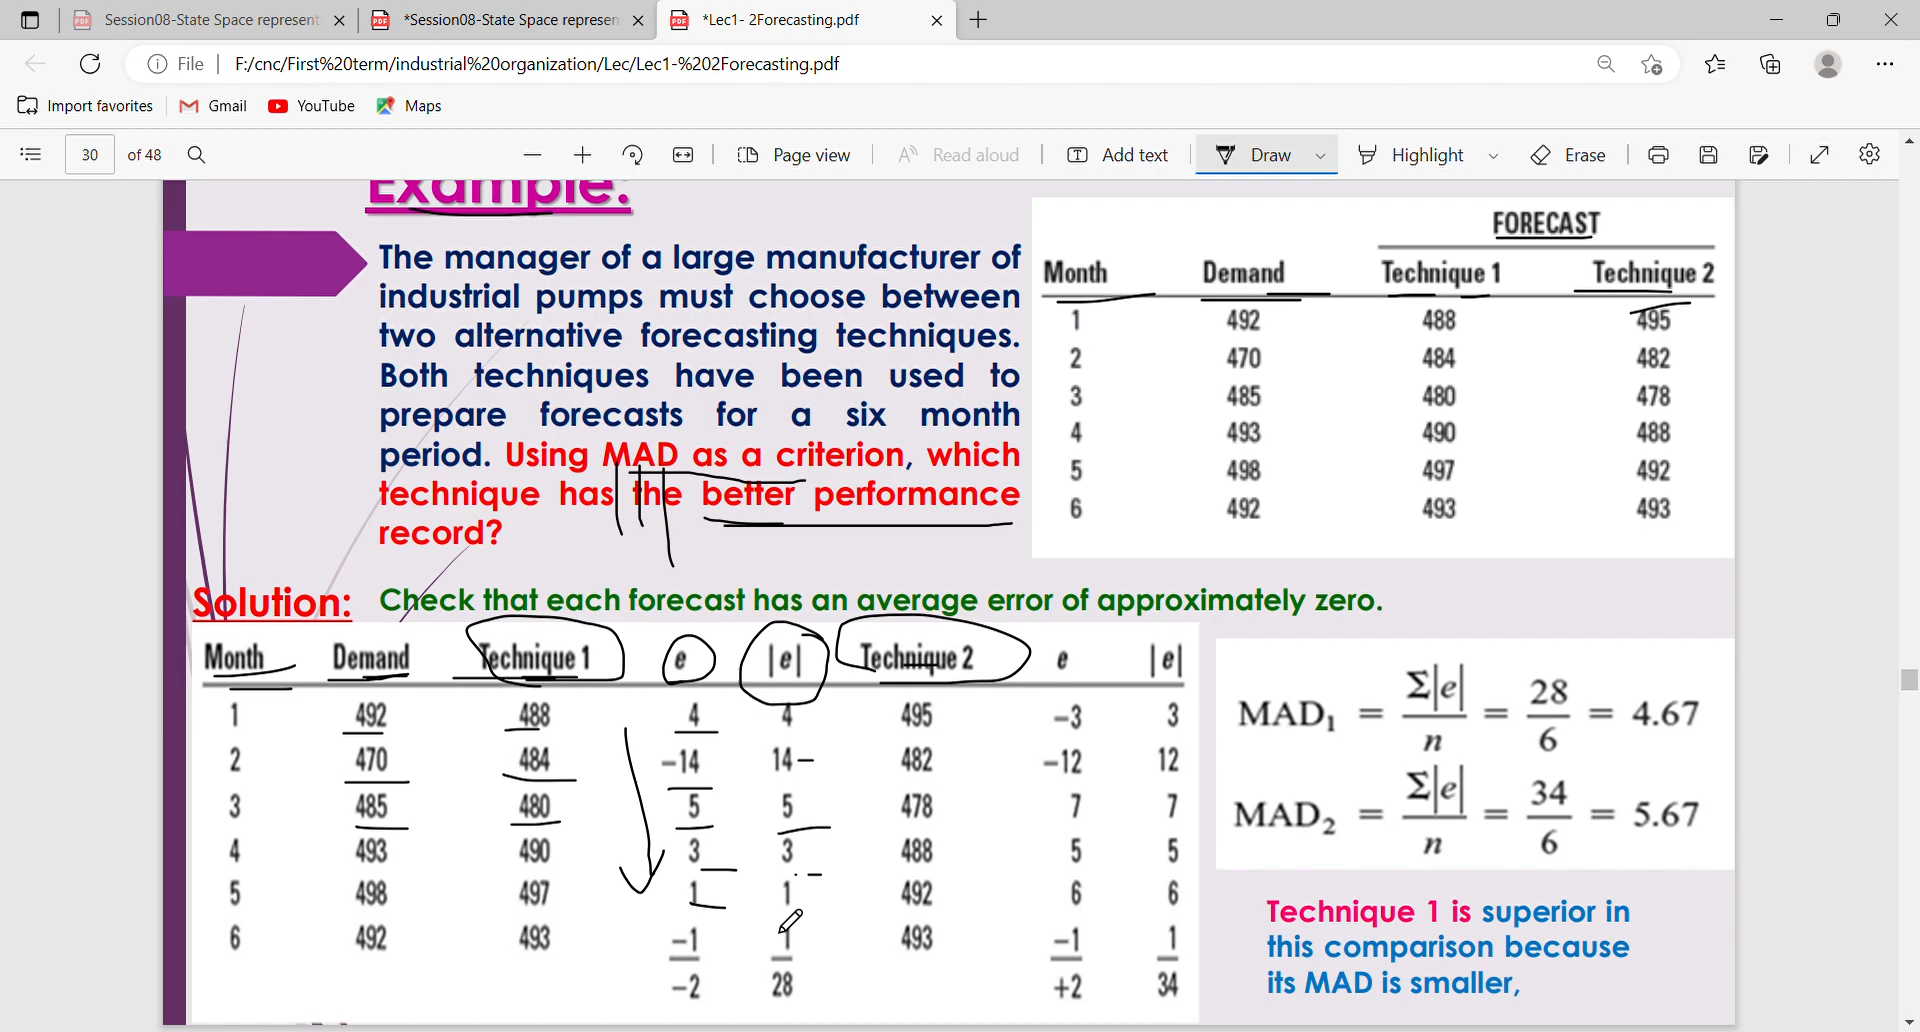 Session08-State Space represent
*Session08-State Space represen
*Lec1- 2Forecasting.pdf
File
F:/cnc/First%20term/industrial%20organization/Lec/Lec1-%202Forecasting.pdf
Import favorites
Gmail
YouTube
Maps
30 of 48
Page view
Read aloud
Add text
Draw
Highlight
Erase
Example:
The manager of a large manufacturer of
industrial pumps must choose between
two alternative forecasting techniques.
Both techniques have been used to
prepare forecasts for a six month
period. Using MAD as a criterion, which
technique has the better performance
record?
FORECAST
Month Demand Technique 1 Technique 2
1 492 488 495
2 470 484 482
3 485 480 478
4 493 490 488
5 498 497 492
6 492 493 493
Solution: Check that each forecast has an average error of approximately zero.
Month Demand Technique 1 e |e| Technique 2 e |e|
1 492 488 4 4 495 −3 3
2 470 484 −14 14 482 −12 12
3 485 480 5 5 478 7 7
4 493 490 3 3 488 5 5
5 498 497 1 1 492 6 6
6 492 493 −1 1 493 −1 1
−2 28 +2 34
MAD₁ = Σ|e| / n = 28 / 6 = 4.67
MAD₂ = Σ|e| / n = 34 / 6 = 5.67
Technique 1 is superior in
this comparison because
its MAD is smaller,